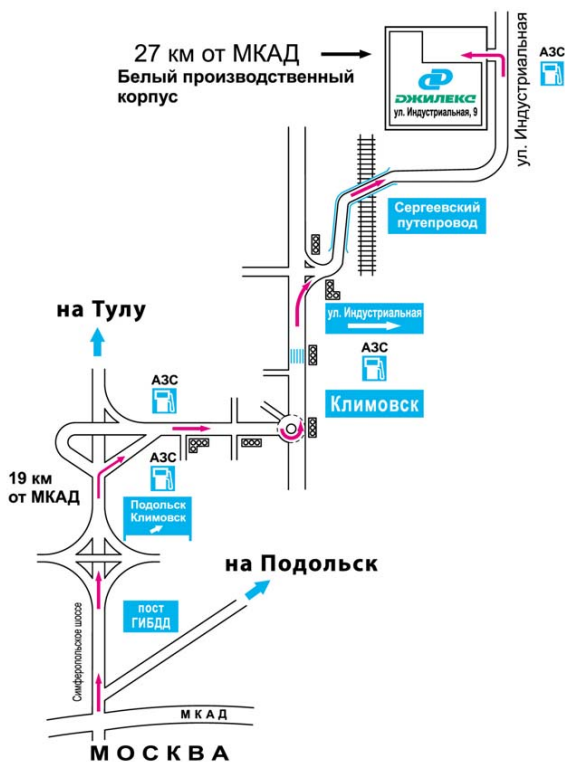 27 км от МКАД
Белый производственный
корпус
ДЖИЛЕКС
ул. Индустриальная, 9
ул. Индустриальная
АЗС
Сергеевский
путепровод
на Тулу
ул. Индустриальная
АЗС
АЗС
Климовск
19 км
от МКАД
АЗС
Подольск
Климовск
на Подольск
пост
ГИБДД
Симферопольское шоссе
МКАД
МОСКВА